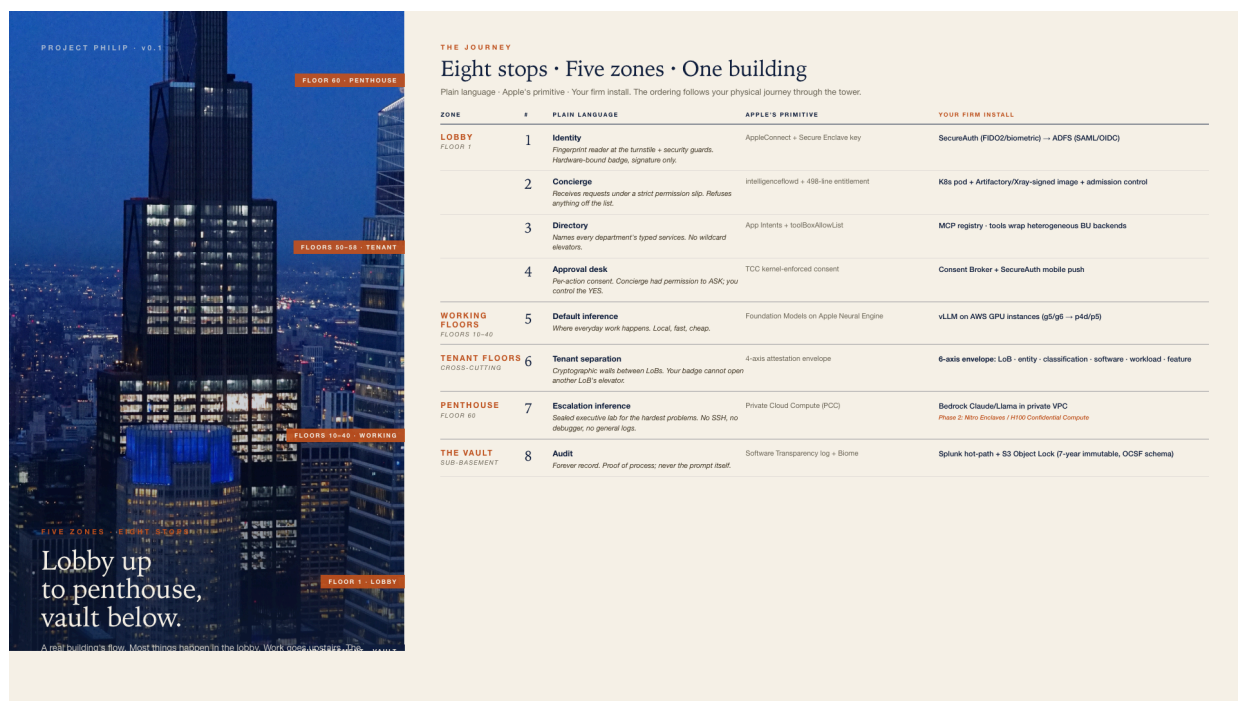 PROJECT PHILIP · v0.1
FLOOR 60 · PENTHOUSE
FLOORS 50–58 · TENANT
FLOORS 10–40 · WORKING
FIVE ZONES · EIGHT STOPS
Lobby up
to penthouse,
vault below.
FLOOR 1 · LOBBY
A real building's flow. Most things happen in the lobby. Work goes upstairs. The
VAULT
THE JOURNEY
Eight stops · Five zones · One building
Plain language · Apple's primitive · Your firm install. The ordering follows your physical journey through the tower.
ZONE # PLAIN LANGUAGE APPLE'S PRIMITIVE YOUR FIRM INSTALL
LOBBY 1 Identity AppleConnect + Secure Enclave key SecureAuth (FIDO2/biometric) → ADFS (SAML/OIDC)
FLOOR 1 Fingerprint reader at the turnstile + security guards.
Hardware-bound badge, signature only.
2 Concierge intelligenceflowd + 498-line entitlement K8s pod + Artifactory/Xray-signed image + admission control
Receives requests under a strict permission slip. Refuses
anything off the list.
3 Directory App Intents + toolBoxAllowList MCP registry · tools wrap heterogeneous BU backends
Names every department's typed services. No wildcard
elevators.
4 Approval desk TCC kernel-enforced consent Consent Broker + SecureAuth mobile push
Per-action consent. Concierge had permission to ASK; you
control the YES.
WORKING 5 Default inference Foundation Models on Apple Neural Engine vLLM on AWS GPU instances (g5/g6 → p4d/p5)
FLOORS Where everyday work happens. Local, fast, cheap.
FLOORS 10–40
TENANT FLOORS 6 Tenant separation 4-axis attestation envelope 6-axis envelope: LoB · entity · classification · software · workload · feature
CROSS-CUTTING Cryptographic walls between LoBs. Your badge cannot open
another LoB's elevator.
PENTHOUSE 7 Escalation inference Private Cloud Compute (PCC) Bedrock Claude/Llama in private VPC
FLOOR 60 Sealed executive lab for the hardest problems. No SSH, no Phase 2: Nitro Enclaves / H100 Confidential Compute
debugger, no general logs.
THE VAULT 8 Audit Software Transparency log + Biome Splunk hot-path + S3 Object Lock (7-year immutable, OCSF schema)
SUB-BASEMENT Forever record. Proof of process; never the prompt itself.